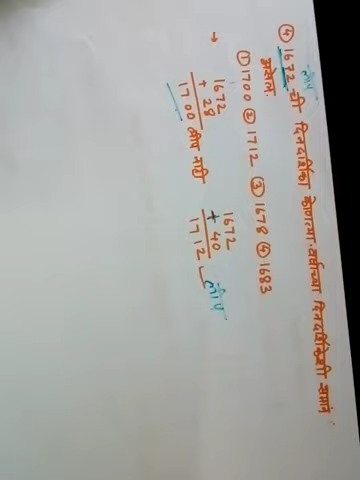 लीप
④ 1672 ची दिनदर्शिका कोणत्या वर्षाच्या दिनदर्शिकेशी समान
असेल.
① 1700 ② 1712 ③ 1678 ④ 1683
→ 1672
+ 28
1700 लीप नाही
1672
+ 40
1712 लीप